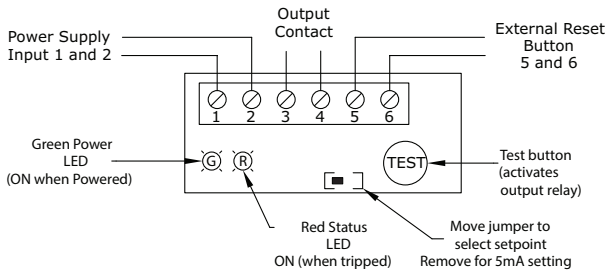 Output
Contact
Power Supply
Input 1 and 2
External Reset
Button
5 and 6
1 2 3 4 5 6
Green Power
LED
(ON when Powered)
G R
TEST
Test button
(activates
output relay)
Red Status
LED
ON (when tripped)
Move jumper to
select setpoint
Remove for 5mA setting